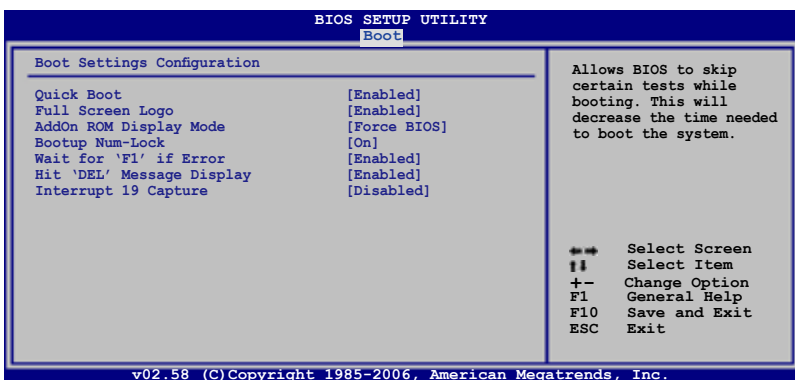 BIOS SETUP UTILITY
Boot
Boot Settings Configuration
Quick Boot [Enabled]
Full Screen Logo [Enabled]
AddOn ROM Display Mode [Force BIOS]
Bootup Num-Lock [On]
Wait for ‘F1’ if Error [Enabled]
Hit ‘DEL’ Message Display [Enabled]
Interrupt 19 Capture [Disabled]
Allows BIOS to skip
certain tests while
booting. This will
decrease the time needed
to boot the system.
←→ Select Screen
↑↓ Select Item
+- Change Option
F1 General Help
F10 Save and Exit
ESC Exit
v02.58 (C)Copyright 1985-2006, American Megatrends, Inc.